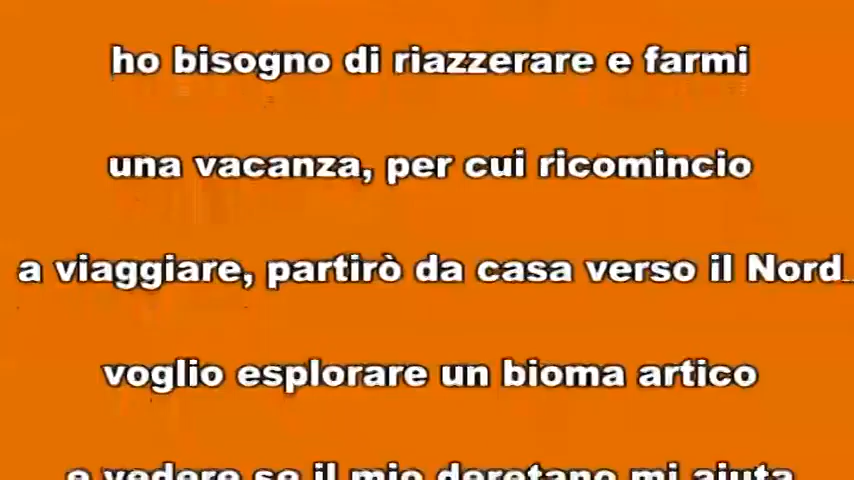 ho bisogno di riazzerare e farmi
una vacanza, per cui ricomincio
a viaggiare, partirò da casa verso il Nord
voglio esplorare un bioma artico
e vedere se il mio deretano mi aiuta